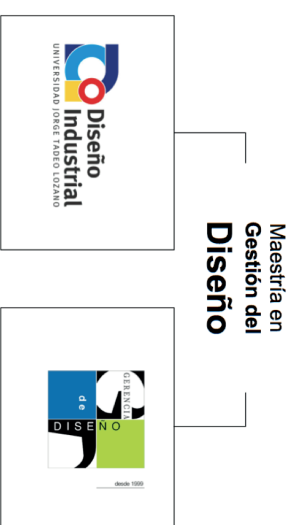 Maestría en
Gestión del
Diseño
Diseño
Industrial
UNIVERSIDAD JORGE TADEO LOZANO
GERENCIA
de
DISEÑO
desde 1999